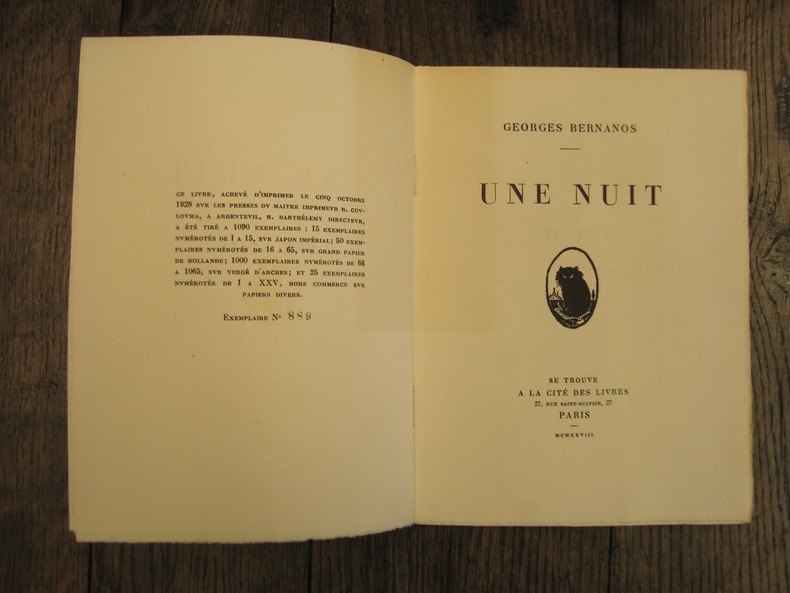 CE LIVRE, ACHEVÉ D'IMPRIMER LE CINQ OCTOBRE
1928 SVR LES PRESSES DV MAITRE IMPRIMEVR R. COV-
LOVMA, A ARGENTEVIL, H. BARTHÉLEMY DIRECTEVR,
A ÉTÉ TIRÉ A 1090 EXEMPLAIRES : 15 EXEMPLAIRES
NVMÉROTÉS DE 1 A 15, SVR JAPON IMPÉRIAL; 50 EXEM-
PLAIRES NVMÉROTÉS DE 16 A 65, SVR GRAND PAPIER
DE HOLLANDE; 1000 EXEMPLAIRES NVMÉROTÉS DE 66
A 1065, SVR VERGÉ D'ARCHES; ET 25 EXEMPLAIRES
NVMÉROTÉS DE I A XXV, HORS COMMERCE SVR
PAPIERS DIVERS.
EXEMPLAIRE Nº 889
GEORGES BERNANOS
UNE NUIT
SE TROUVE
A LA CITÉ DES LIVRES
27, RUE SAINT-SULPICE, 27
PARIS
MCMXXVIII